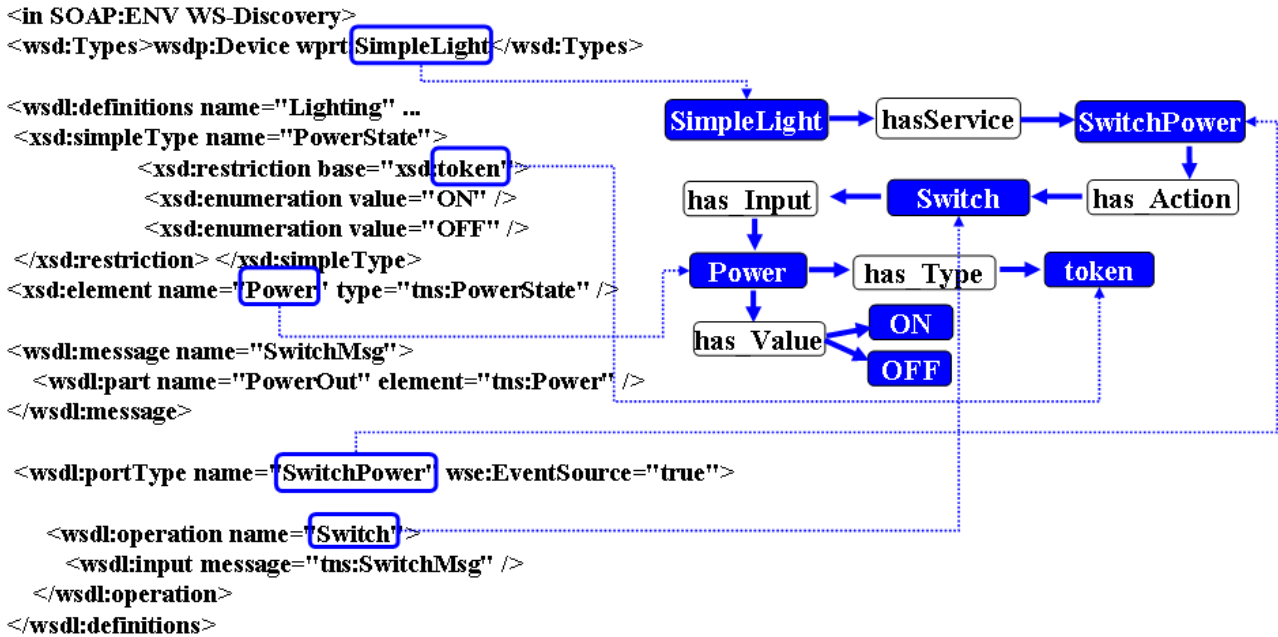 <in SOAP:ENV WS-Discovery>
<wsd:Types>wsdp:Device wprt:SimpleLight</wsd:Types>
<wsdl:definitions name="Lighting" ...
<xsd:simpleType name="PowerState">
<xsd:restriction base="xsd:token">
<xsd:enumeration value="ON" />
<xsd:enumeration value="OFF" />
</xsd:restriction> </xsd:simpleType>
<xsd:element name="Power" type="tns:PowerState" />
<wsdl:message name="SwitchMsg">
<wsdl:part name="PowerOut" element="tns:Power" />
</wsdl:message>
<wsdl:portType name="SwitchPower" wse:EventSource="true">
<wsdl:operation name="Switch">
<wsdl:input message="tns:SwitchMsg" />
</wsdl:operation>
</wsdl:definitions>
SimpleLight hasService SwitchPower
has_Input Switch has_Action
Power has_Type token
has_Value ON
OFF